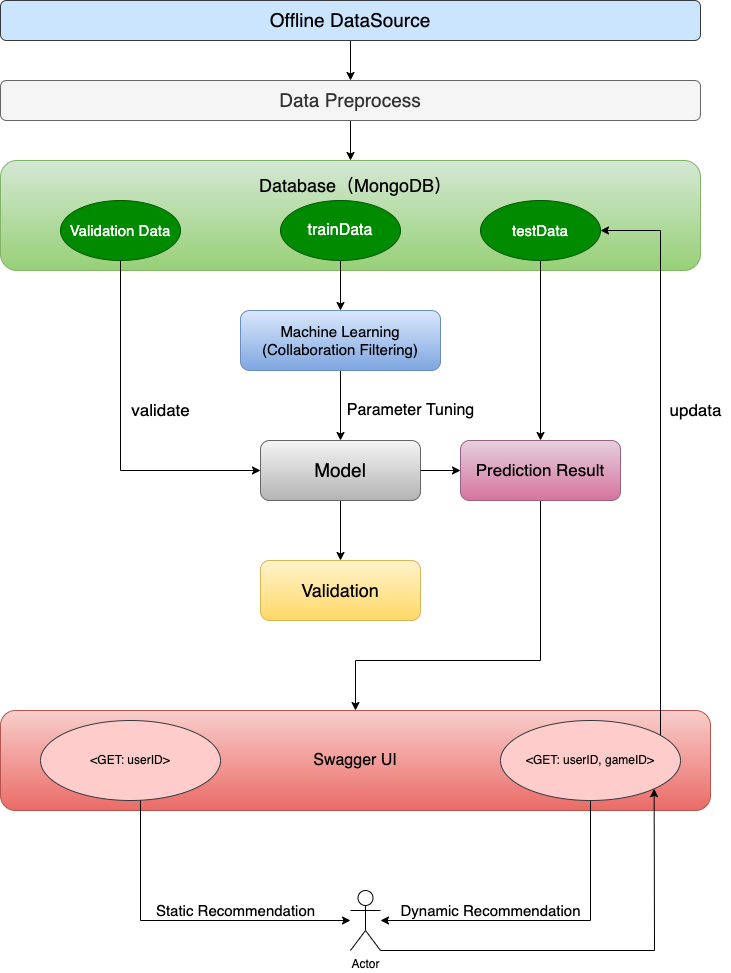 Offline DataSource
Data Preprocess
Database（MongoDB）
Validation Data
trainData
testData
Machine Learning
(Collaboration Filtering)
validate
Parameter Tuning
updata
Model
Prediction Result
Validation
<GET: userID>
Swagger UI
<GET: userID, gameID>
Static Recommendation
Dynamic Recommendation
Actor